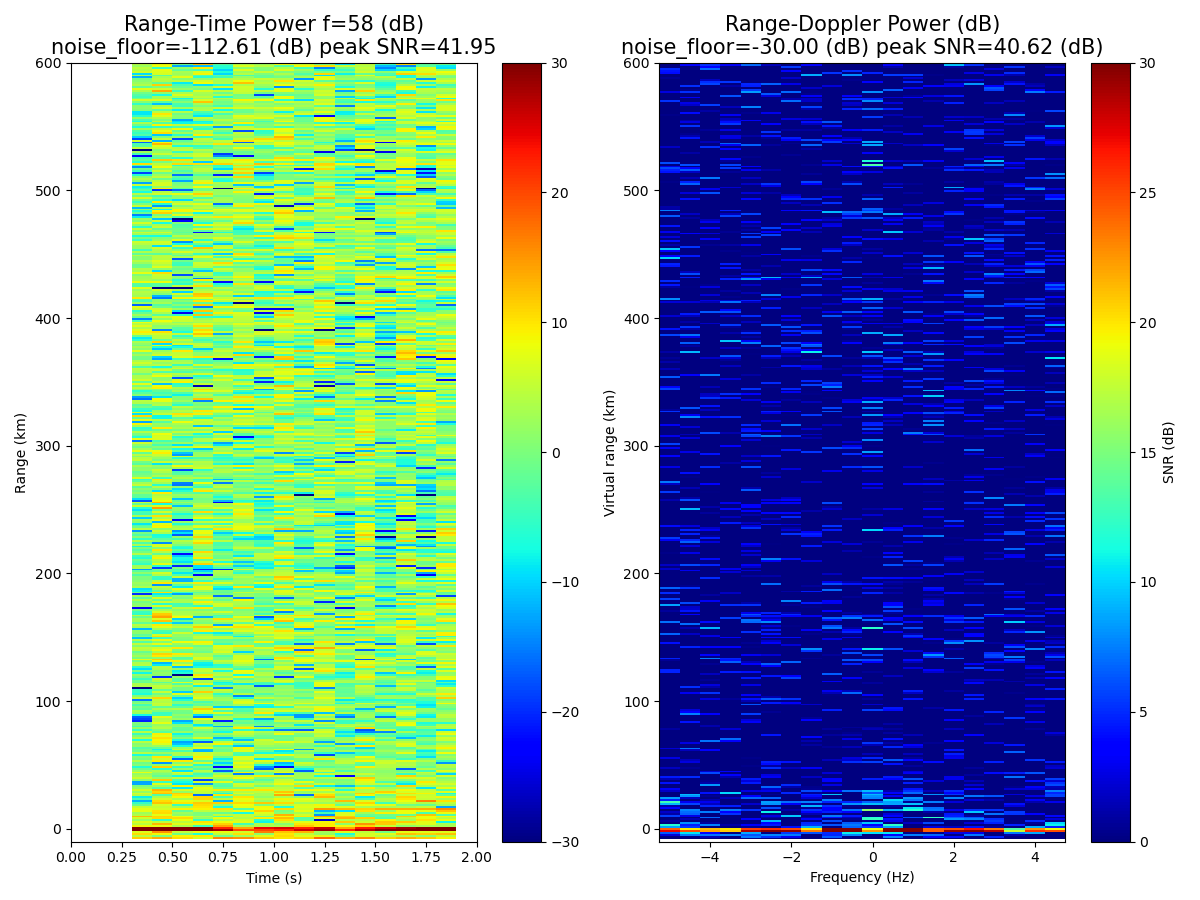 Range-Time Power f=58 (dB)
noise_floor=-112.61 (dB) peak SNR=41.95
600
500
400
300
200
100
0
Range (km)
0.00 0.25 0.50 0.75 1.00 1.25 1.50 1.75 2.00
Time (s)
30
20
10
0
−10
−20
−30
Range-Doppler Power (dB)
noise_floor=-30.00 (dB) peak SNR=40.62 (dB)
600
500
400
300
200
100
0
Virtual range (km)
−4 −2 0 2 4
Frequency (Hz)
30
25
20
15
10
5
0
SNR (dB)